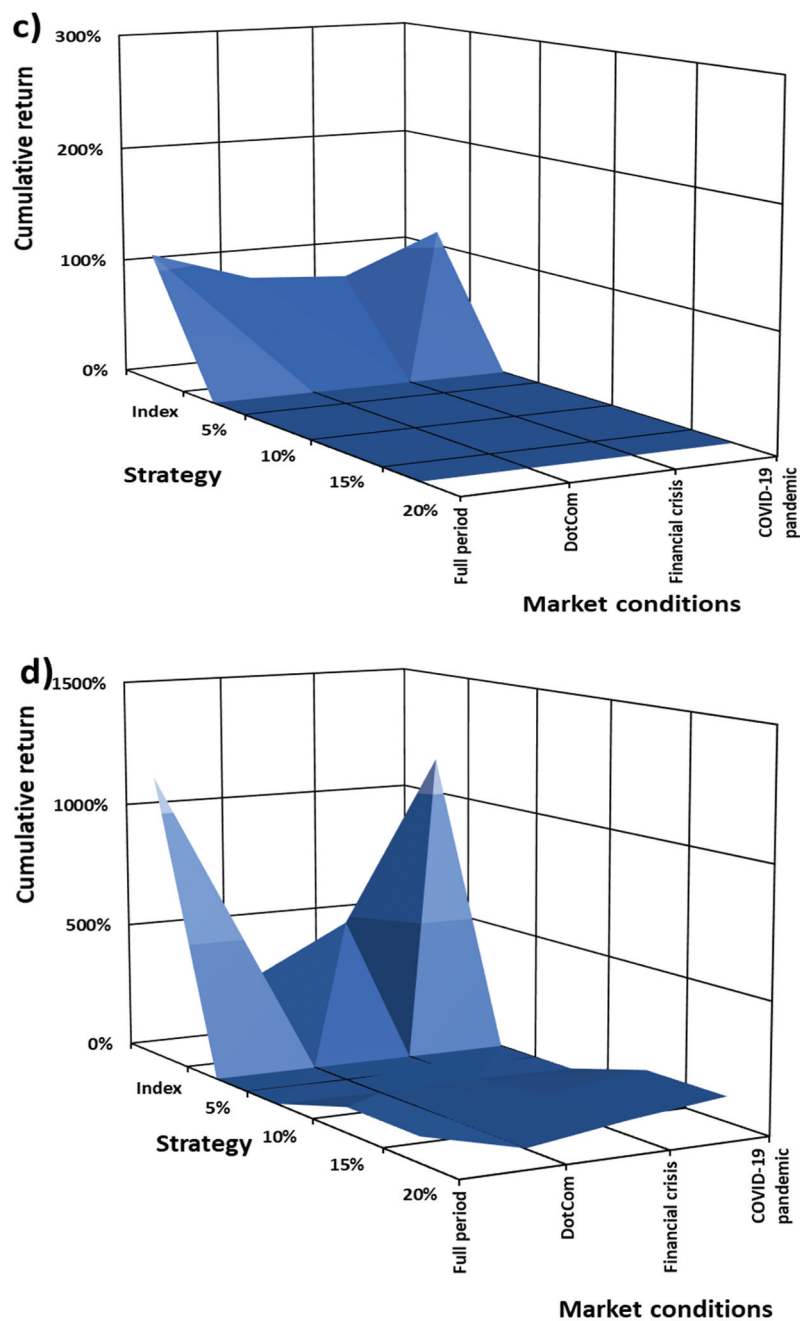 c)
300%
200%
100%
0%
Cumulative return
Index
5%
10%
15%
20%
Strategy
Full period
DotCom
Financial crisis
COVID-19
pandemic
Market conditions
d)
1500%
1000%
500%
0%
Cumulative return
Index
5%
10%
15%
20%
Strategy
Full period
DotCom
Financial crisis
COVID-19
pandemic
Market conditions